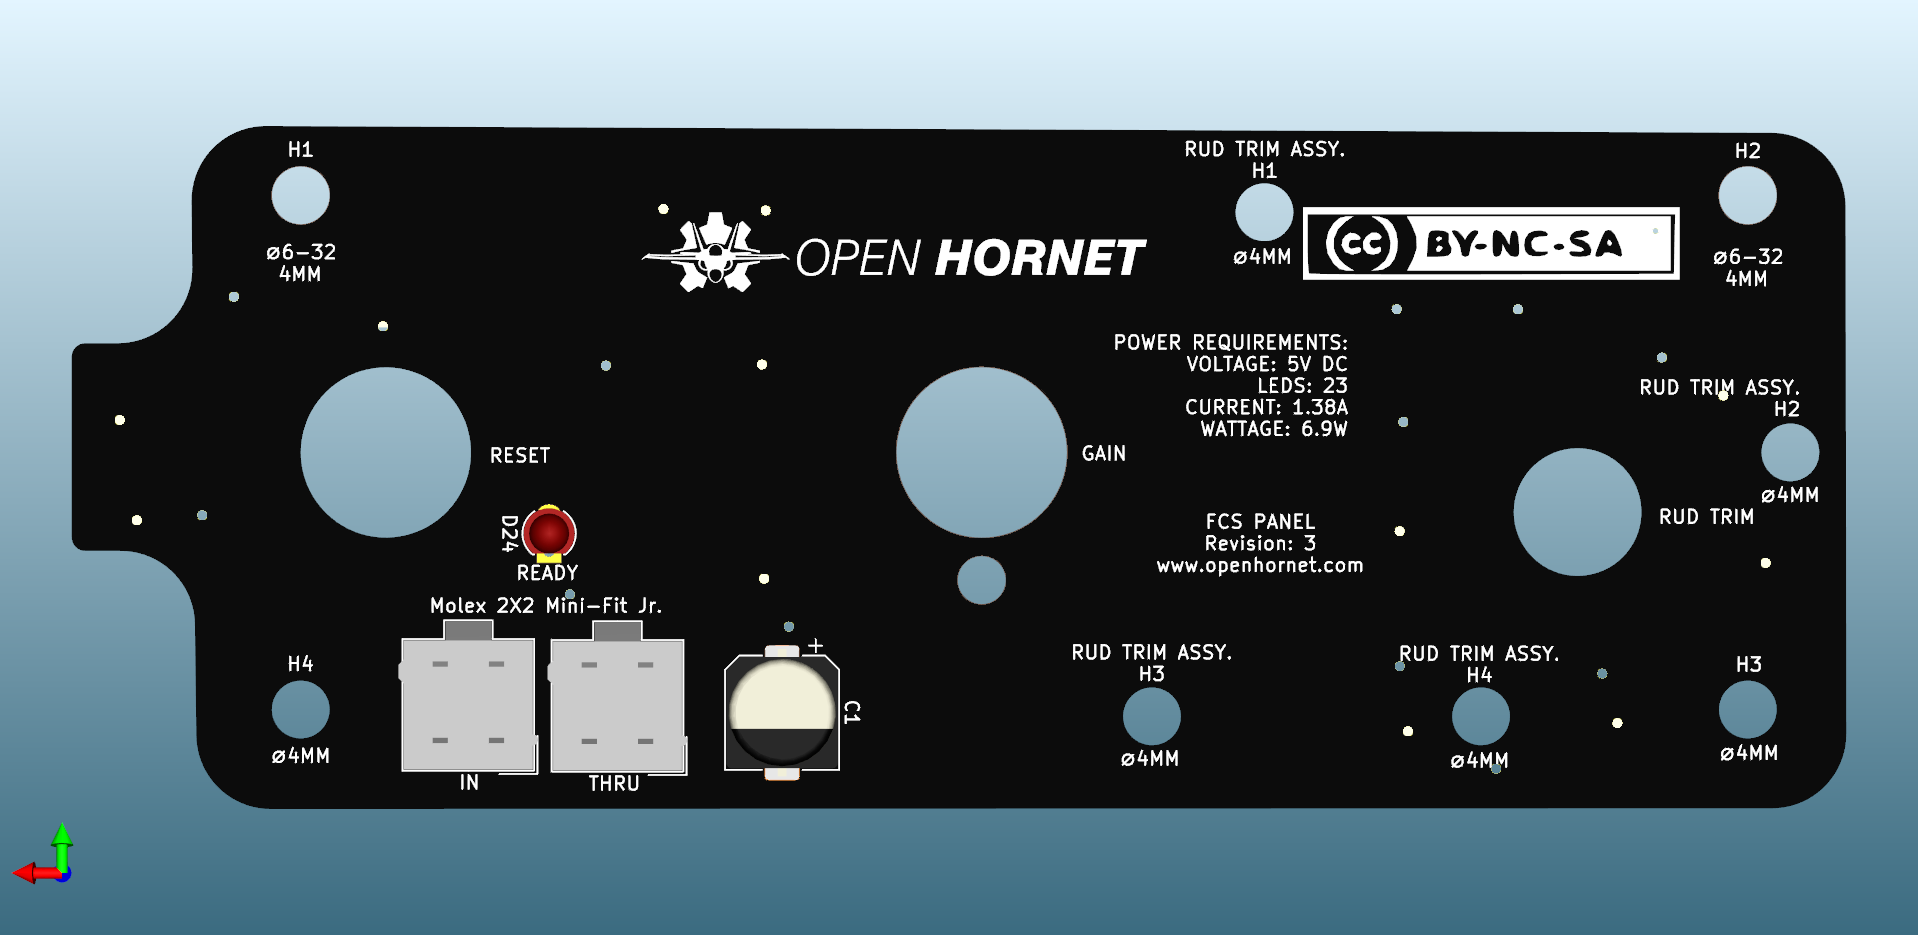 H1
ø6-32
4MM
OPEN HORNET
RUD TRIM ASSY.
H1
ø4MM
cc BY-NC-SA
H2
ø6-32
4MM
POWER REQUIREMENTS:
VOLTAGE: 5V DC
LEDS: 23
CURRENT: 1.38A
WATTAGE: 6.9W
RUD TRIM ASSY.
H2
ø4MM
RESET
GAIN
RUD TRIM
D24
READY
FCS PANEL
Revision: 3
www.openhornet.com
Molex 2X2 Mini-Fit Jr.
IN
THRU
H4
ø4MM
+
C1
RUD TRIM ASSY.
H3
ø4MM
RUD TRIM ASSY.
H4
ø4MM
H3
ø4MM